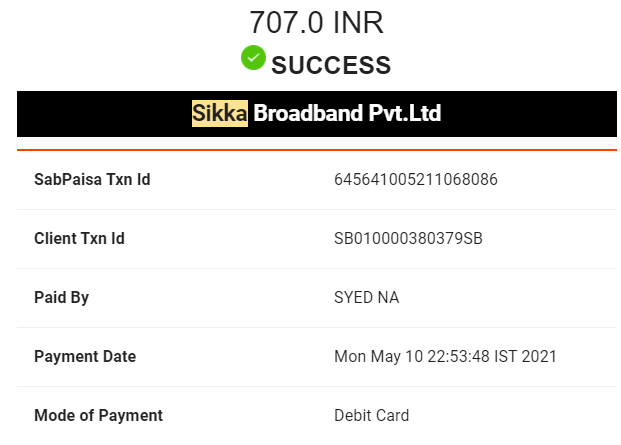 707.0 INR
SUCCESS
Sikka Broadband Pvt.Ltd
SabPaisa Txn Id 645641005211068086
Client Txn Id SB010000380379SB
Paid By SYED NA
Payment Date Mon May 10 22:53:48 IST 2021
Mode of Payment Debit Card